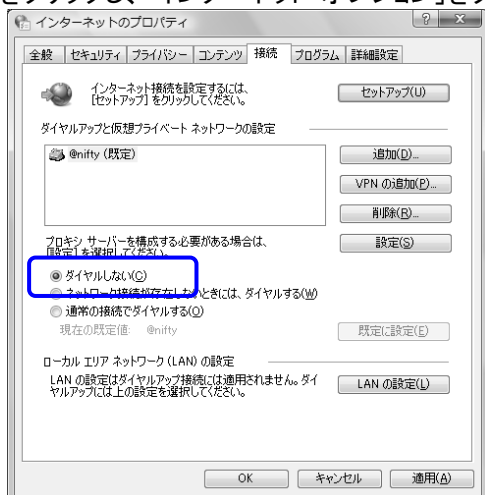 インターネットのプロパティ
全般 セキュリティ プライバシー コンテンツ 接続 プログラム 詳細設定
インターネット接続を設定するには、
[セットアップ] をクリックしてください。
セットアップ(U)
ダイヤルアップと仮想プライベート ネットワークの設定
@nifty (既定)
追加(D)...
VPN の追加(P)...
削除(R)...
プロキシ サーバーを構成する必要がある場合は、
[設定] を選択してください。
設定(S)
ダイヤルしない(C)
ネットワーク接続が存在しないときには、ダイヤルする(W)
通常の接続でダイヤルする(O)
現在の既定値: @nifty
既定に設定(E)
ローカル エリア ネットワーク (LAN) の設定
LAN の設定はダイヤルアップ接続には適用されません。ダイ
ヤルアップには上の設定を選択してください。
LAN の設定(L)
OK キャンセル 適用(A)